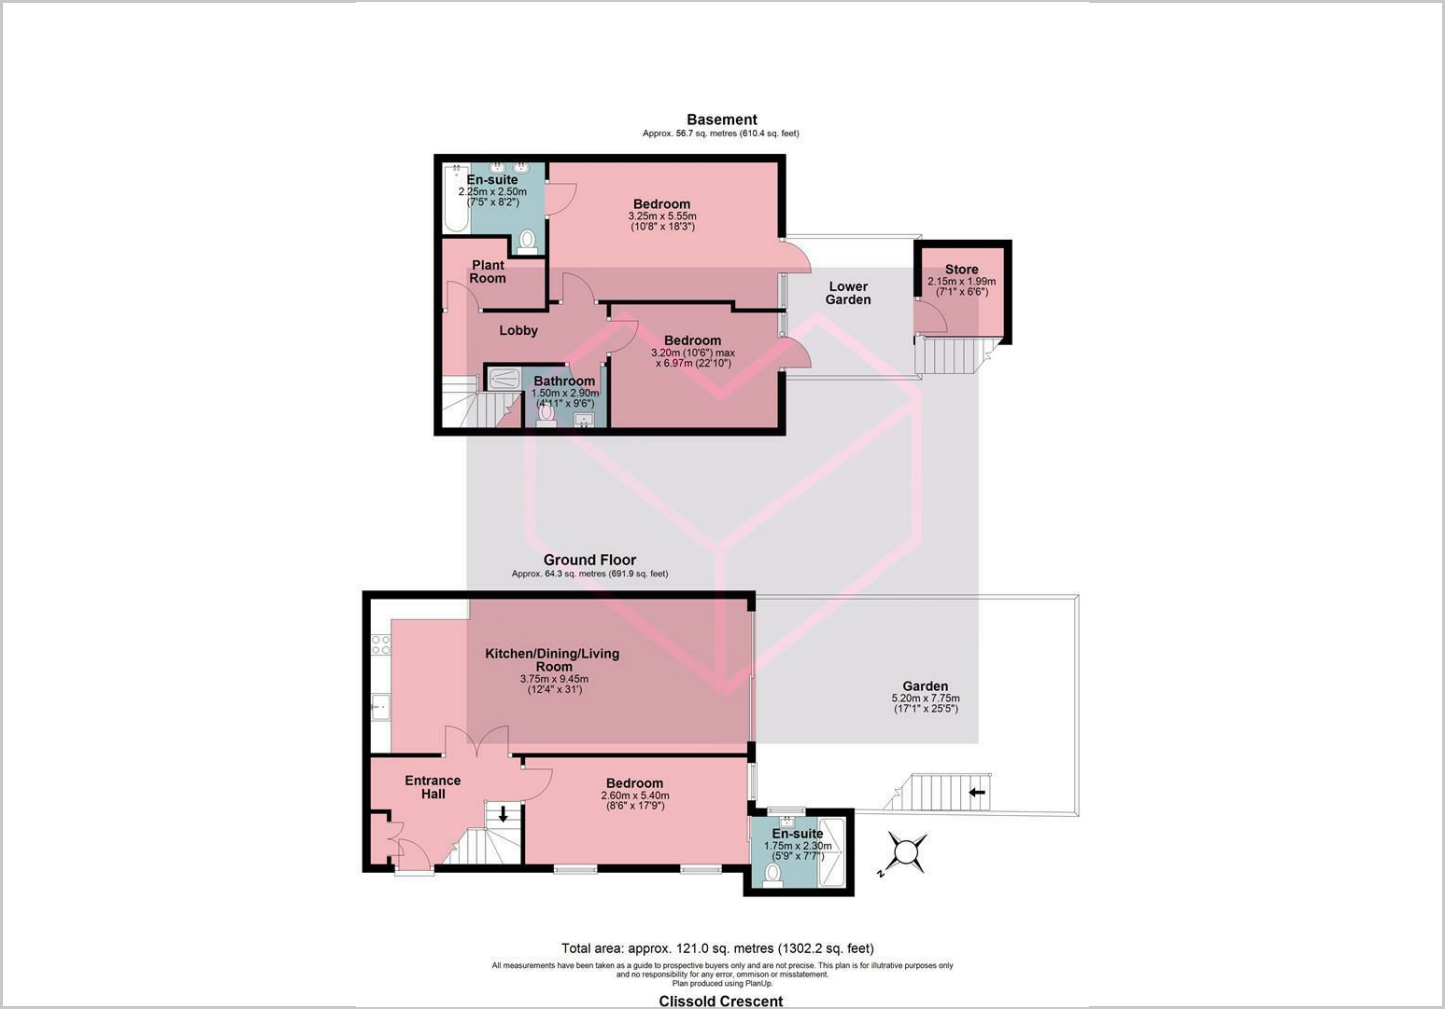 Basement
Approx. 56.7 sq. metres (610.4 sq. feet)
En-suite
2.25m x 2.50m
(7'5" x 8'2")
Bedroom
3.25m x 5.55m
(10'8" x 18'3")
Plant
Room
Lower
Garden
Store
2.15m x 1.99m
(7'1" x 6'6")
Lobby
Bedroom
3.20m (10'6") max
x 6.97m (22'10")
Bathroom
1.50m x 2.90m
(4'11" x 9'6")
Ground Floor
Approx. 64.3 sq. metres (691.9 sq. feet)
Kitchen/Dining/Living
Room
3.75m x 9.45m
(12'4" x 31')
Garden
5.20m x 7.75m
(17'1" x 25'5")
Entrance
Hall
Bedroom
2.60m x 5.40m
(8'6" x 17'9")
En-suite
1.75m x 2.30m
(5'9" x 7'7")
N
Total area: approx. 121.0 sq. metres (1302.2 sq. feet)
All measurements have been taken as a guide to prospective buyers only and are not precise. This plan is for illutrative purposes only
and no responsibility for any error, ommison or misstatement.
Plan produced using PlanUp.
Clissold Crescent